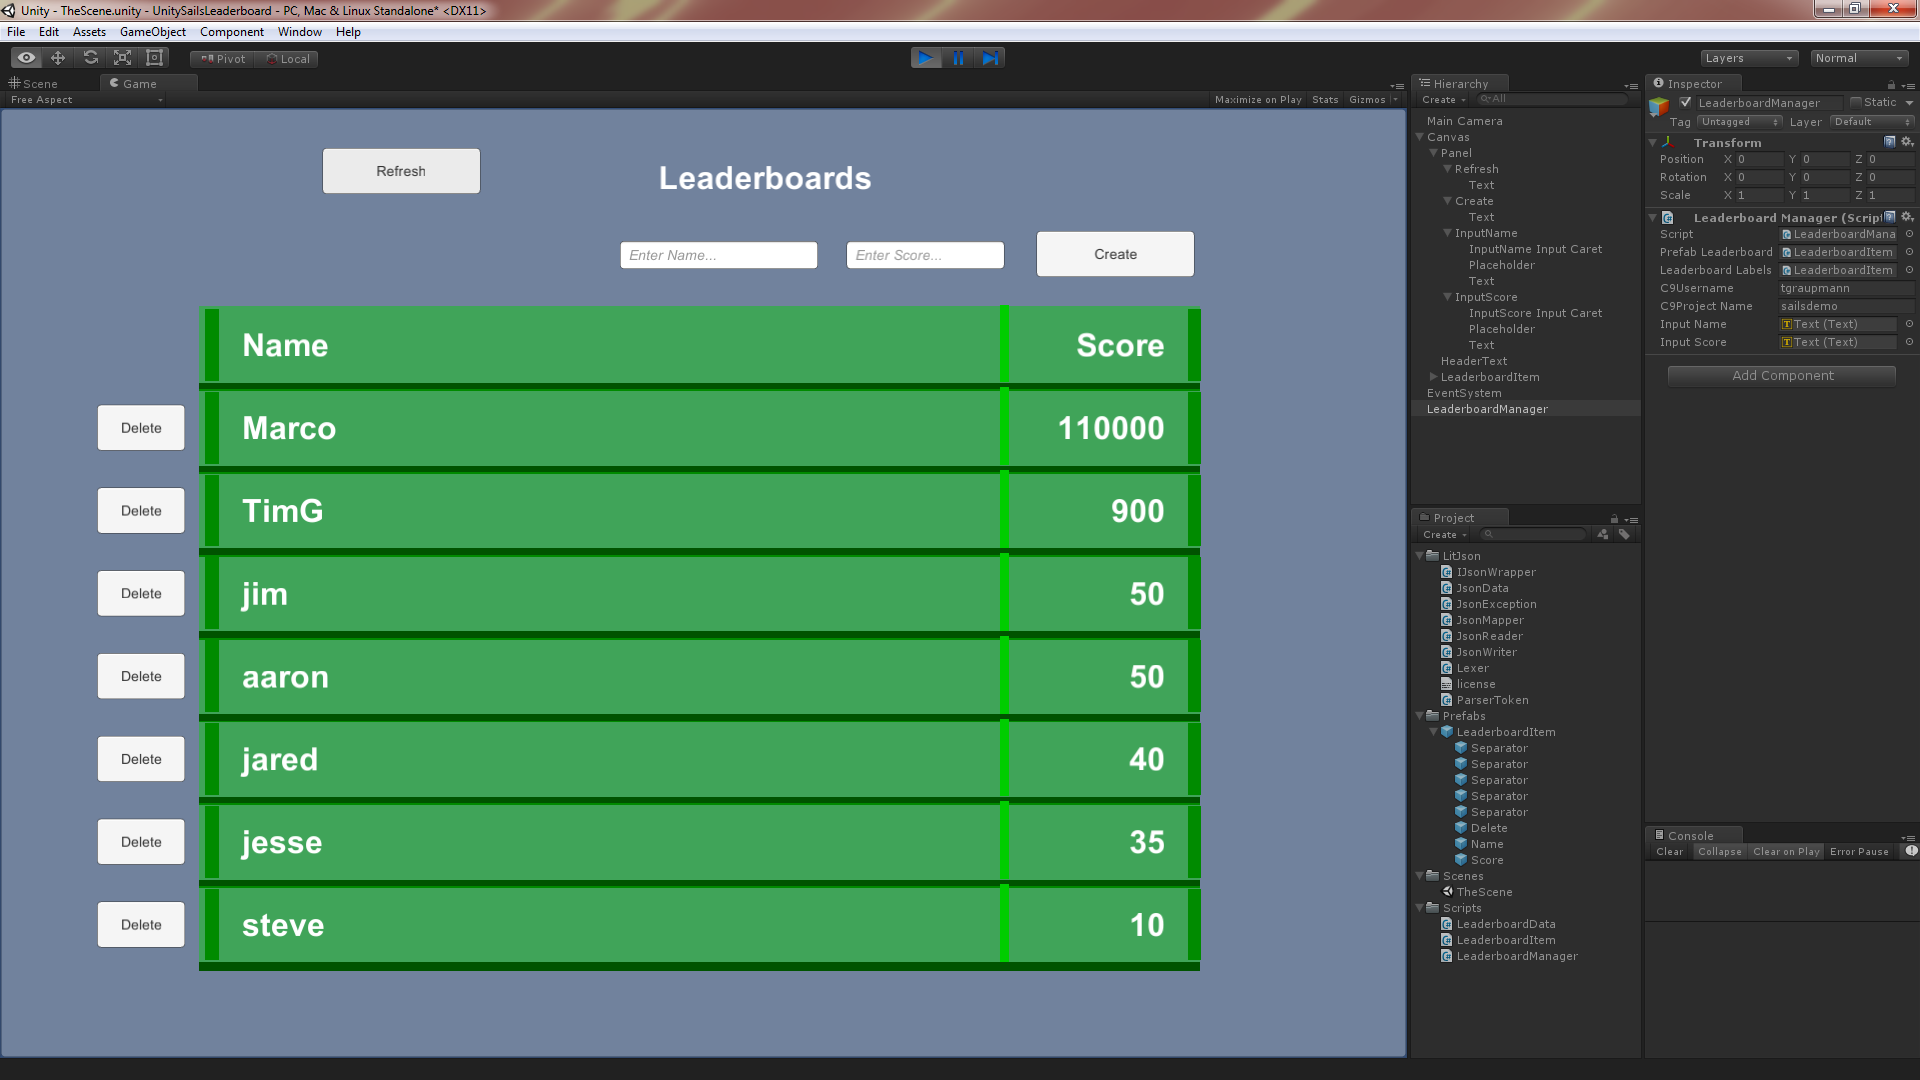 Unity - TheScene.unity - UnitySailsLeaderboard - PC, Mac & Linux Standalone* <DX11>
File Edit Assets GameObject Component Window Help
Pivot Local Layers Normal
Scene Game
Free Aspect Maximize on Play Stats Gizmos
Refresh
Leaderboards
Enter Name... Enter Score... Create
Name Score
Delete Marco 110000
Delete TimG 900
Delete jim 50
Delete aaron 50
Delete jared 40
Delete jesse 35
Delete steve 10
Hierarchy
Create All
Main Camera
Canvas
Panel
Refresh
Text
Create
Text
InputName
InputName Input Caret
Placeholder
Text
InputScore
InputScore Input Caret
Placeholder
Text
HeaderText
LeaderboardItem
EventSystem
LeaderboardManager
Project
Create
LitJson
IJsonWrapper
JsonData
JsonException
JsonMapper
JsonReader
JsonWriter
Lexer
license
ParserToken
Prefabs
LeaderboardItem
Separator
Separator
Separator
Separator
Separator
Delete
Name
Score
Scenes
TheScene
Scripts
LeaderboardData
LeaderboardItem
LeaderboardManager
Inspector
LeaderboardManager Static
Tag Untagged Layer Default
Transform
Position X 0 Y 0 Z 0
Rotation X 0 Y 0 Z 0
Scale X 1 Y 1 Z 1
Leaderboard Manager (Script
Script LeaderboardMana
Prefab Leaderboard LeaderboardItem
Leaderboard Labels LeaderboardItem
C9Username tgraupmann
C9Project Name sailsdemo
Input Name Text (Text)
Input Score Text (Text)
Add Component
Console
Clear Collapse Clear on Play Error Pause